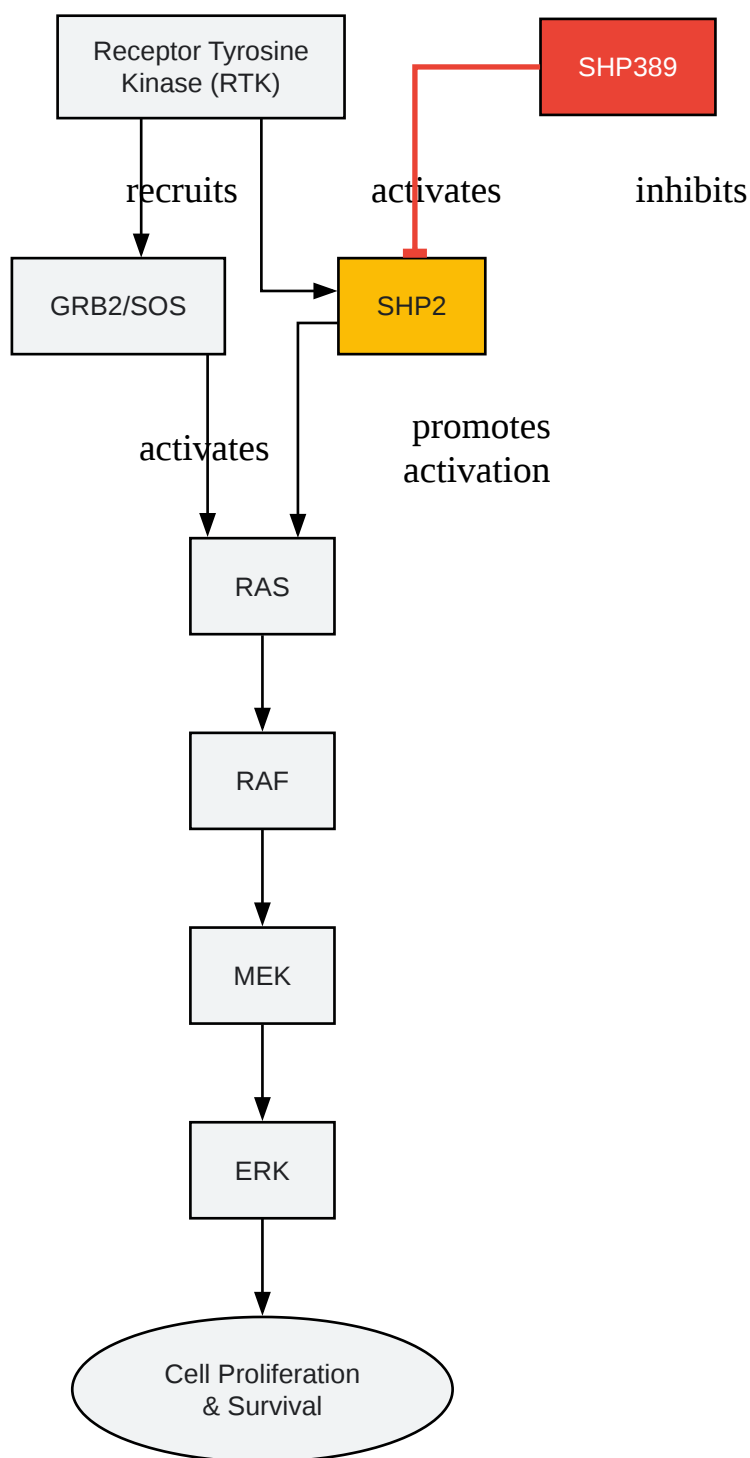 Receptor Tyrosine
Kinase (RTK)
SHP389
recruits
activates
inhibits
GRB2/SOS
SHP2
activates
promotes
activation
RAS
RAF
MEK
ERK
Cell Proliferation
& Survival